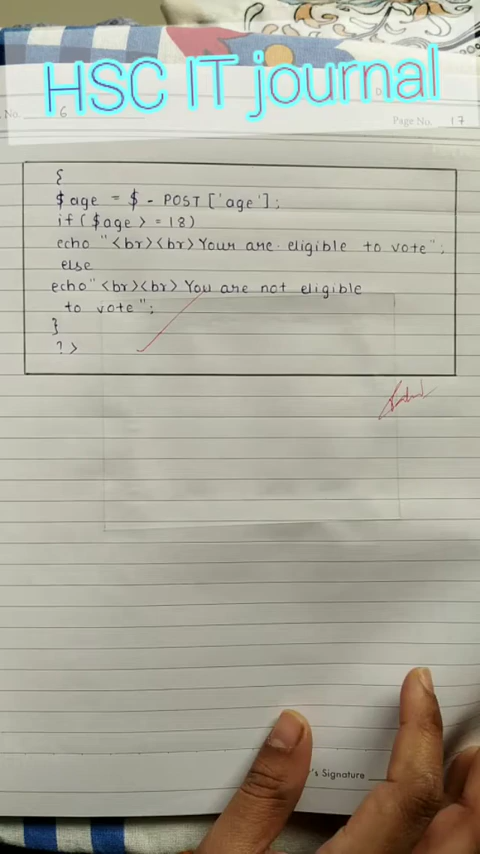 HSC IT journal
No. 6
Page No. 17
{
$age = $ - POST ['age'];
if ($age > = 18)
echo "<br><br> Your are eligible to vote";
else
echo "<br><br> You are not eligible
to vote";
}
? >
's Signature